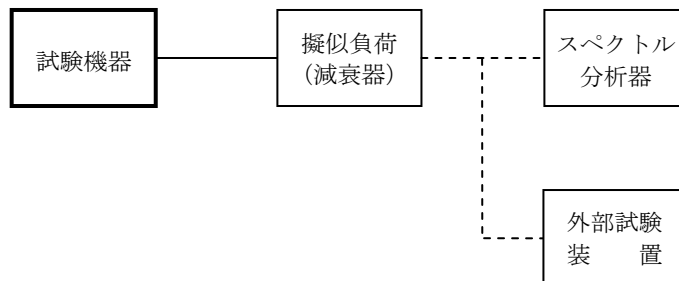 試験機器
擬似負荷
（減衰器）
スペクトル
分析器
外部試験
装　　置